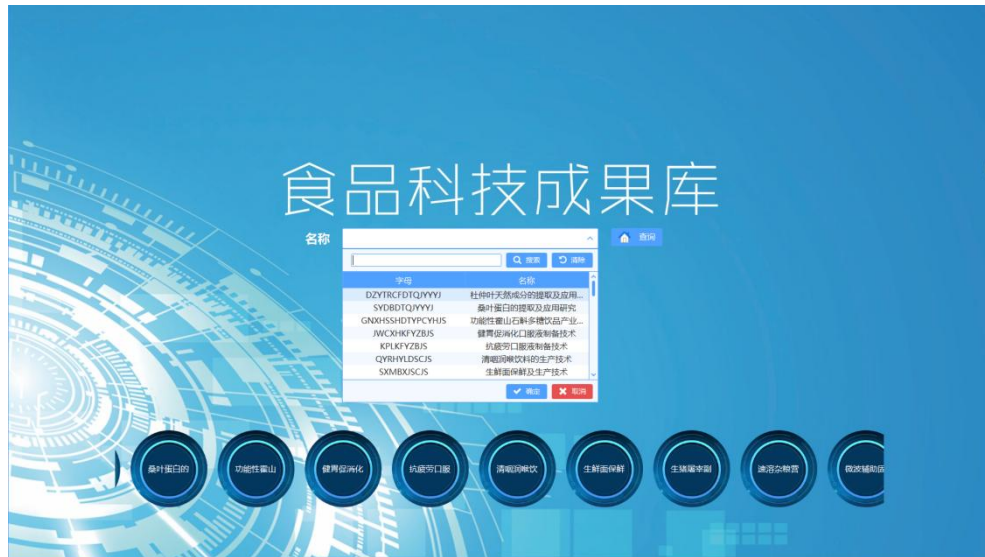 食品科技成果库
名称
查询
搜索 清除
字母 名称
DZYTRCFDTQJYYYJ 杜仲叶天然成分的提取及应用...
SYDBDTQJYYYJ 桑叶蛋白的提取及应用研究
GNXHSSHDTYPCYHJS 功能性霍山石斛多糖饮品产业...
JWCXHKFYZBJS 健胃促消化口服液制备技术
KPLKFYZBJS 抗疲劳口服液制备技术
QYRHYLDSCJS 清咽润喉饮料的生产技术
SXMBXJSCJS 生鲜面保鲜及生产技术
确定 取消
桑叶蛋白的 功能性霍山 健胃促消化 抗疲劳口服 清咽润喉饮 生鲜面保鲜 生猪屠宰副 速溶杂粮营 微波辅助